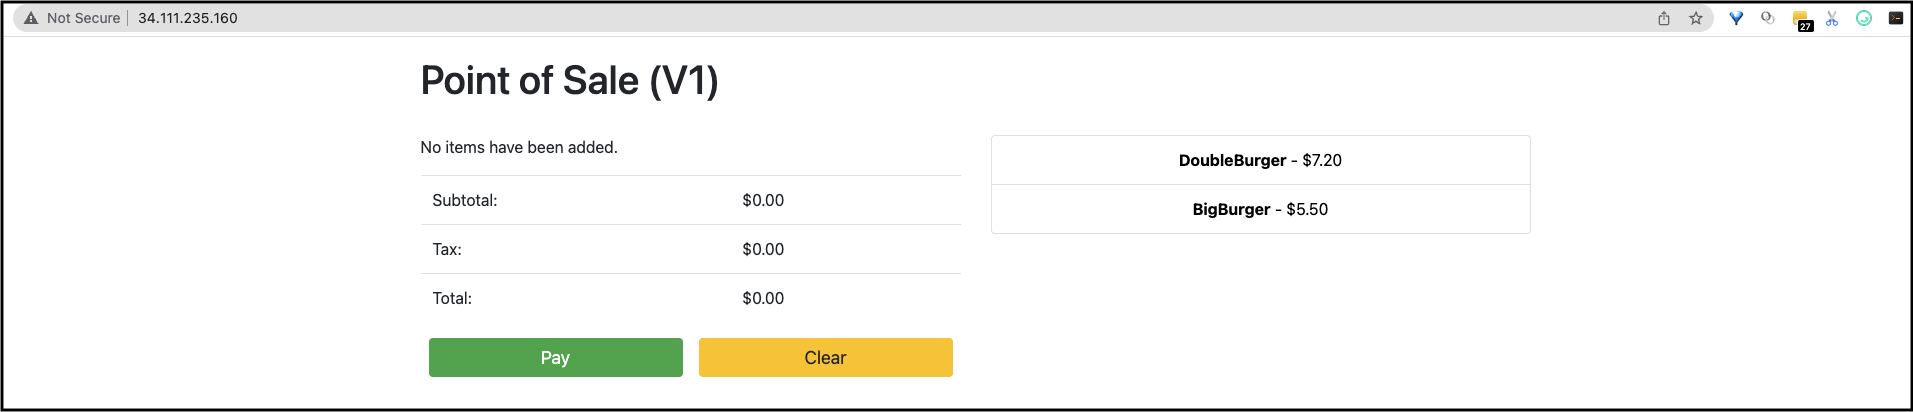 Not Secure | 34.111.235.160
27
Point of Sale (V1)
No items have been added.
Subtotal: $0.00
Tax: $0.00
Total: $0.00
Pay
Clear
DoubleBurger - $7.20
BigBurger - $5.50